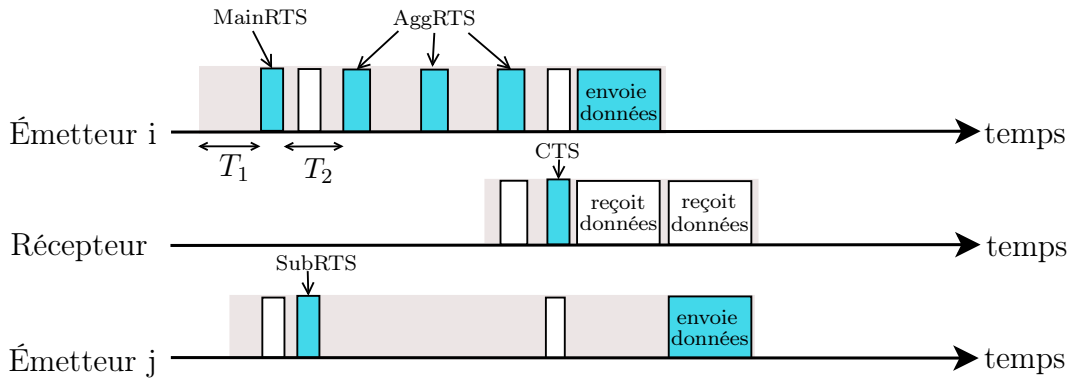 MainRTS
AggRTS
envoie
données
Émetteur i
temps
T1
T2
CTS
reçoit
données
reçoit
données
Récepteur
temps
SubRTS
envoie
données
Émetteur j
temps